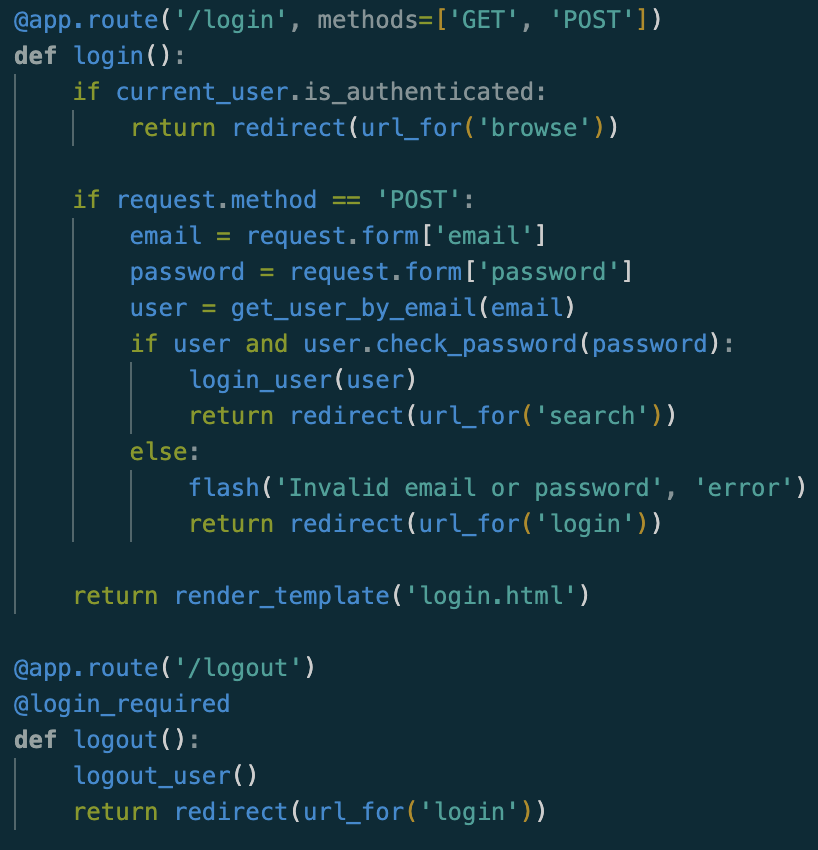 @app.route('/login', methods=['GET', 'POST'])
def login():
    if current_user.is_authenticated:
        return redirect(url_for('browse'))

    if request.method == 'POST':
        email = request.form['email']
        password = request.form['password']
        user = get_user_by_email(email)
        if user and user.check_password(password):
            login_user(user)
            return redirect(url_for('search'))
        else:
            flash('Invalid email or password', 'error')
            return redirect(url_for('login'))

    return render_template('login.html')

@app.route('/logout')
@login_required
def logout():
    logout_user()
    return redirect(url_for('login'))